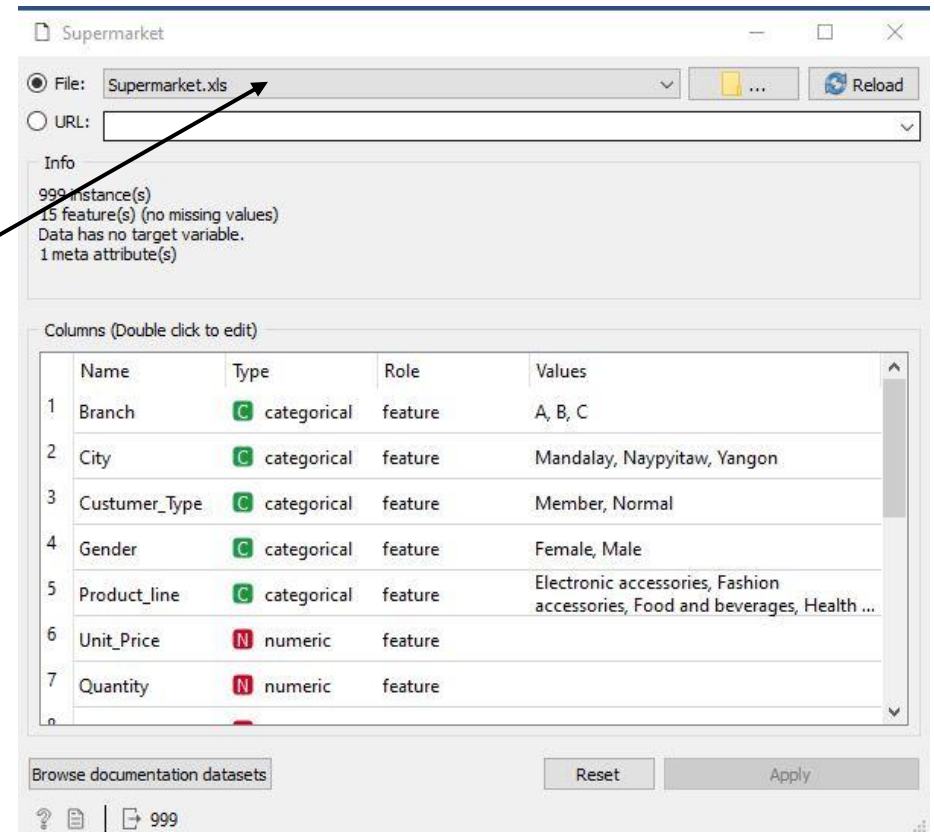 Supermarket
File: Supermarket.xls ... Reload
URL:
Info
999 instance(s)
15 feature(s) (no missing values)
Data has no target variable.
1 meta attribute(s)
Columns (Double click to edit)
Name Type Role Values
1 Branch C categorical feature A, B, C
2 City C categorical feature Mandalay, Naypyitaw, Yangon
3 Custumer_Type C categorical feature Member, Normal
4 Gender C categorical feature Female, Male
5 Product_line C categorical feature Electronic accessories, Fashion
accessories, Food and beverages, Health ...
6 Unit_Price N numeric feature
7 Quantity N numeric feature
Browse documentation datasets Reset Apply
? 999